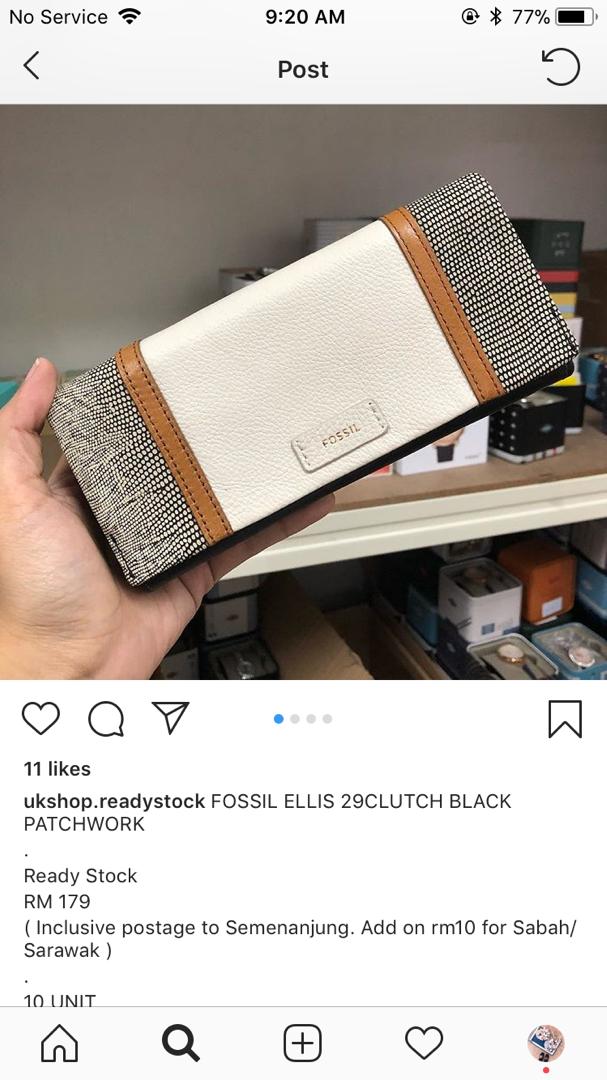 No Service
9:20 AM
77%
Post
FOSSIL
11 likes
ukshop.readystock FOSSIL ELLIS 29CLUTCH BLACK
PATCHWORK
.
Ready Stock
RM 179
( Inclusive postage to Semenanjung. Add on rm10 for Sabah/
Sarawak )
.
10 UNIT